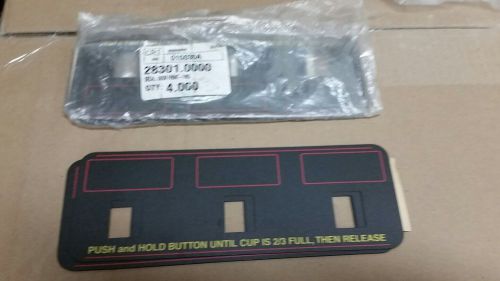 28301.0000
QTY: 4.000
PUSH and HOLD BUTTON UNTIL CUP IS 2/3 FULL, THEN RELEASE